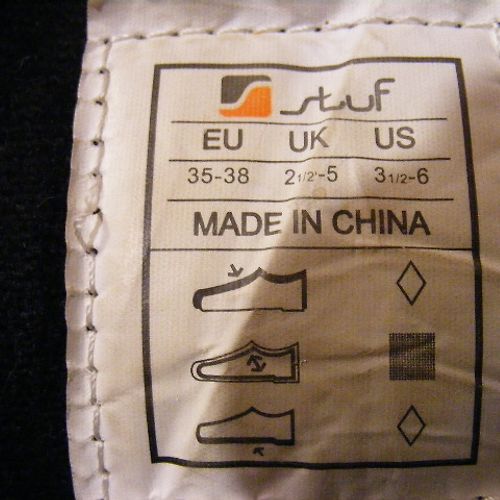 stuf
EU UK US
35-38 2 1/2'-5 3 1/2-6
MADE IN CHINA